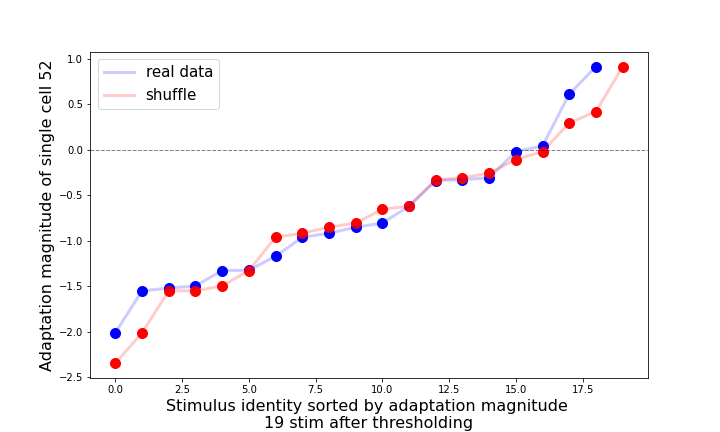 real data
shuffle
Adaptation magnitude of single cell 52
1.0
0.5
0.0
−0.5
−1.0
−1.5
−2.0
−2.5
0.0 2.5 5.0 7.5 10.0 12.5 15.0 17.5
Stimulus identity sorted by adaptation magnitude
19 stim after thresholding